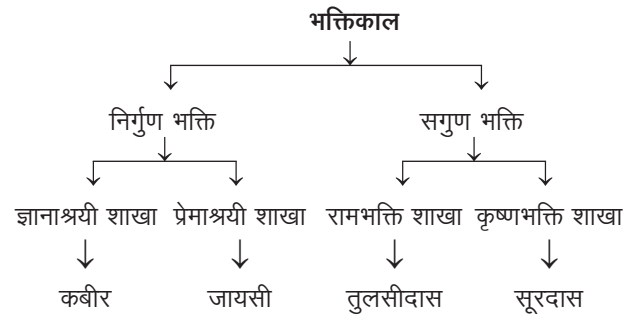 भक्तिकाल
निर्गुण भक्ति सगुण भक्ति
ज्ञानाश्रयी शाखा प्रेमाश्रयी शाखा रामभक्ति शाखा कृष्णभक्ति शाखा
कबीर जायसी तुलसीदास सूरदास